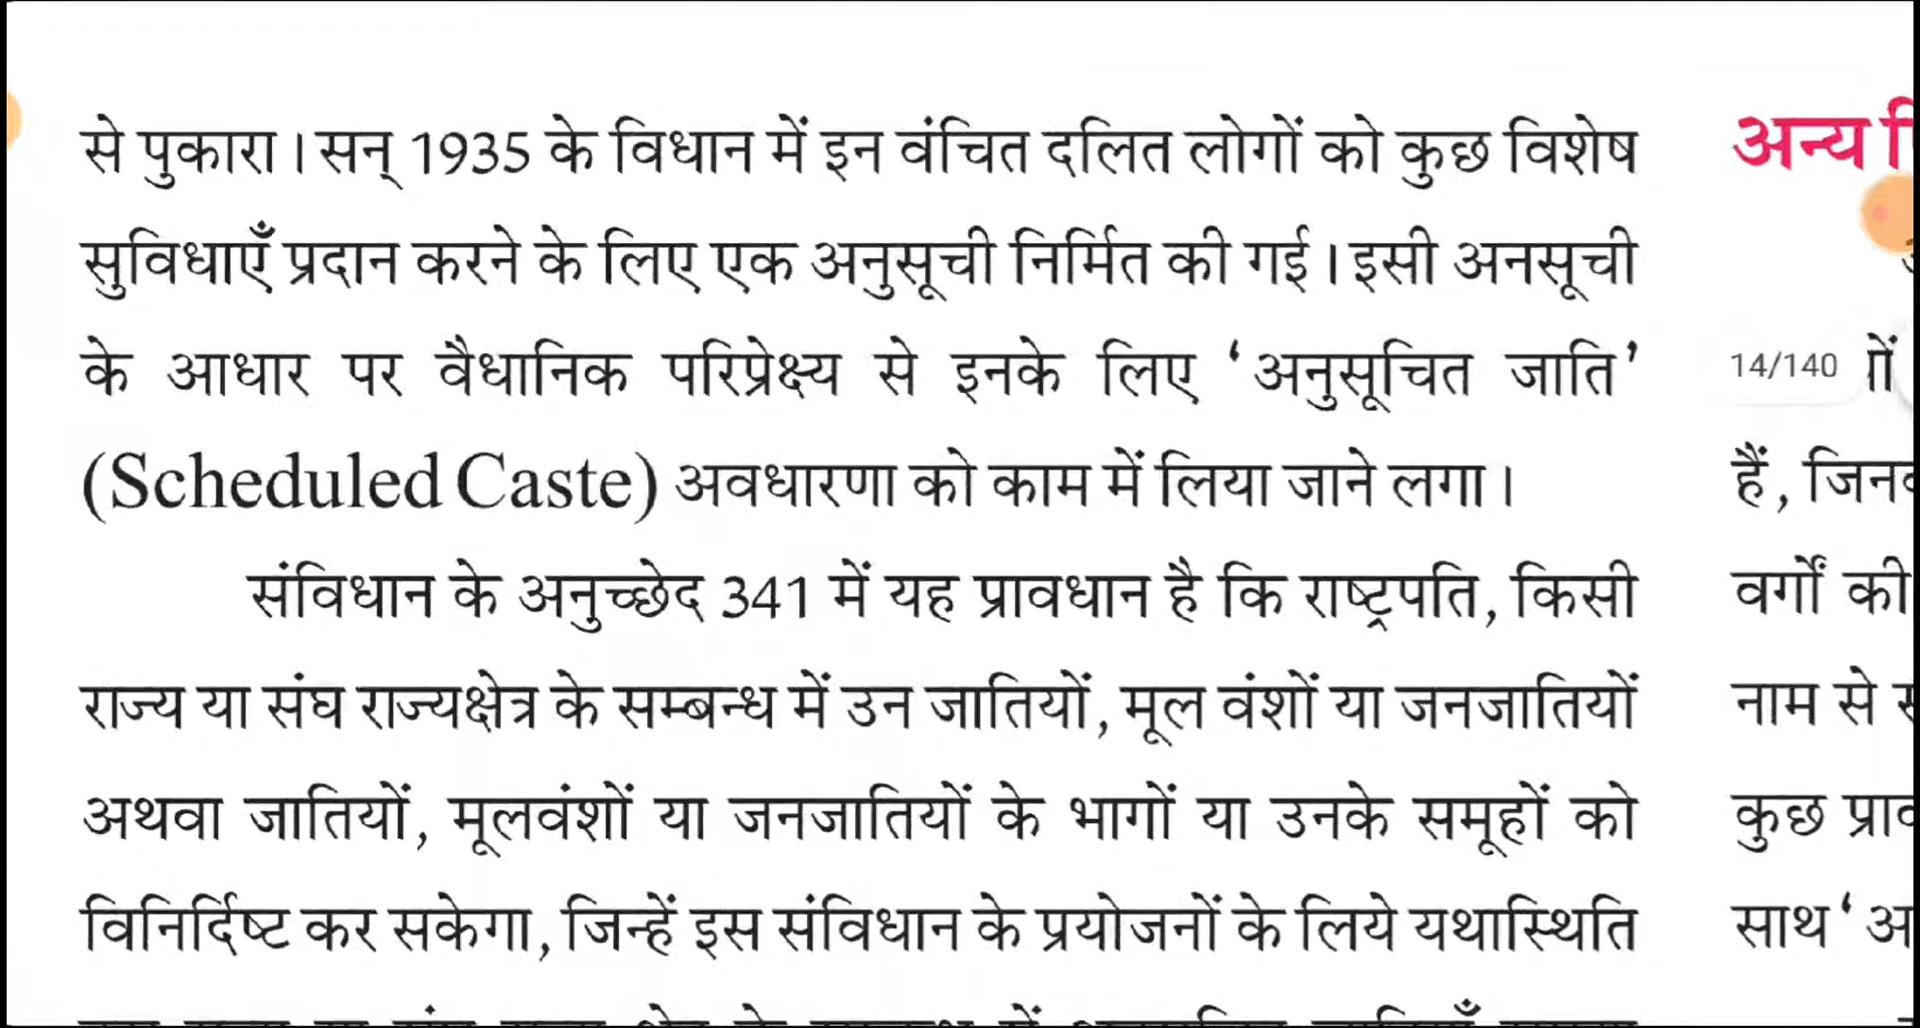 से पुकारा। सन् 1935 के विधान में इन वंचित दलित लोगों को कुछ विशेष
सुविधाएँ प्रदान करने के लिए एक अनुसूची निर्मित की गई। इसी अनसूची
के आधार पर वैधानिक परिप्रेक्ष्य से इनके लिए ‘अनुसूचित जाति’
(Scheduled Caste) अवधारणा को काम में लिया जाने लगा।
संविधान के अनुच्छेद 341 में यह प्रावधान है कि राष्ट्रपति, किसी
राज्य या संघ राज्यक्षेत्र के सम्बन्ध में उन जातियों, मूल वंशों या जनजातियों
अथवा जातियों, मूलवंशों या जनजातियों के भागों या उनके समूहों को
विनिर्दिष्ट कर सकेगा, जिन्हें इस संविधान के प्रयोजनों के लिये यथास्थिति
अन्य
14/140
हैं,
वर्गों की
नाम से
कुछ
साथ ‘